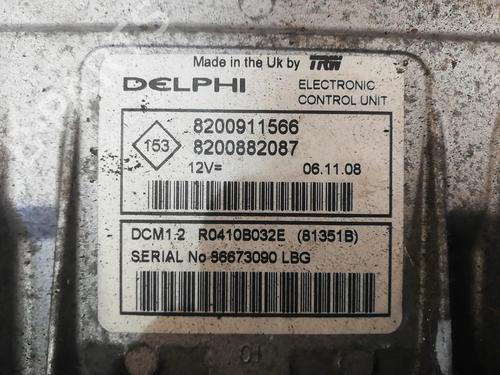 Made in the Uk by TRW
DELPHI ELECTRONIC
CONTROL UNIT
153
8200911566
8200882087
12V= 06.11.08
DCM1-2 R0410B032E (81351B)
SERIAL No 86673090 LBG
01